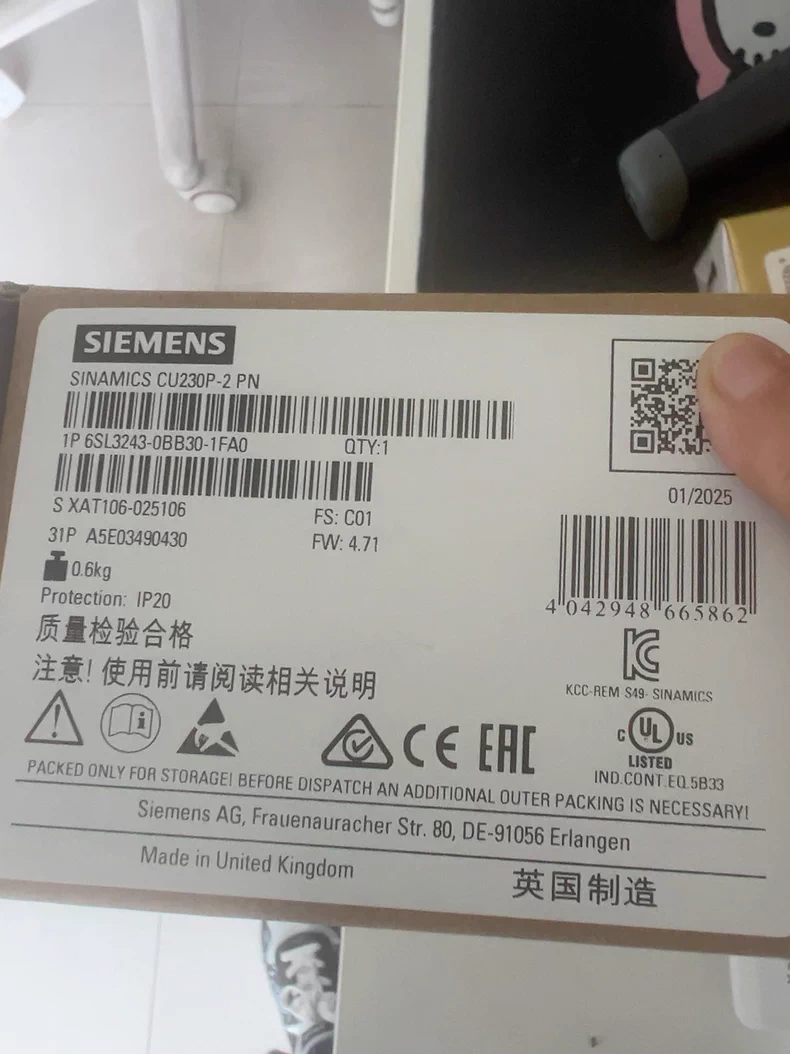 SIEMENS
SINAMICS CU230P-2 PN
1P 6SL3243-0BB30-1FA0 QTY:1
S XAT106-025106 FS: C01
31P A5E03490430 FW: 4.71
0.6kg
Protection: IP20
质量检验合格
注意! 使用前请阅读相关说明
01/2025
4 042948 665862
KCC-REM S49- SINAMICS
C UL US
LISTED
IND.CONT.EQ.5B33
CE EAC
PACKED ONLY FOR STORAGE! BEFORE DISPATCH AN ADDITIONAL OUTER PACKING IS NECESSARY!
Siemens AG, Frauenauracher Str. 80, DE-91056 Erlangen
Made in United Kingdom 英国制造